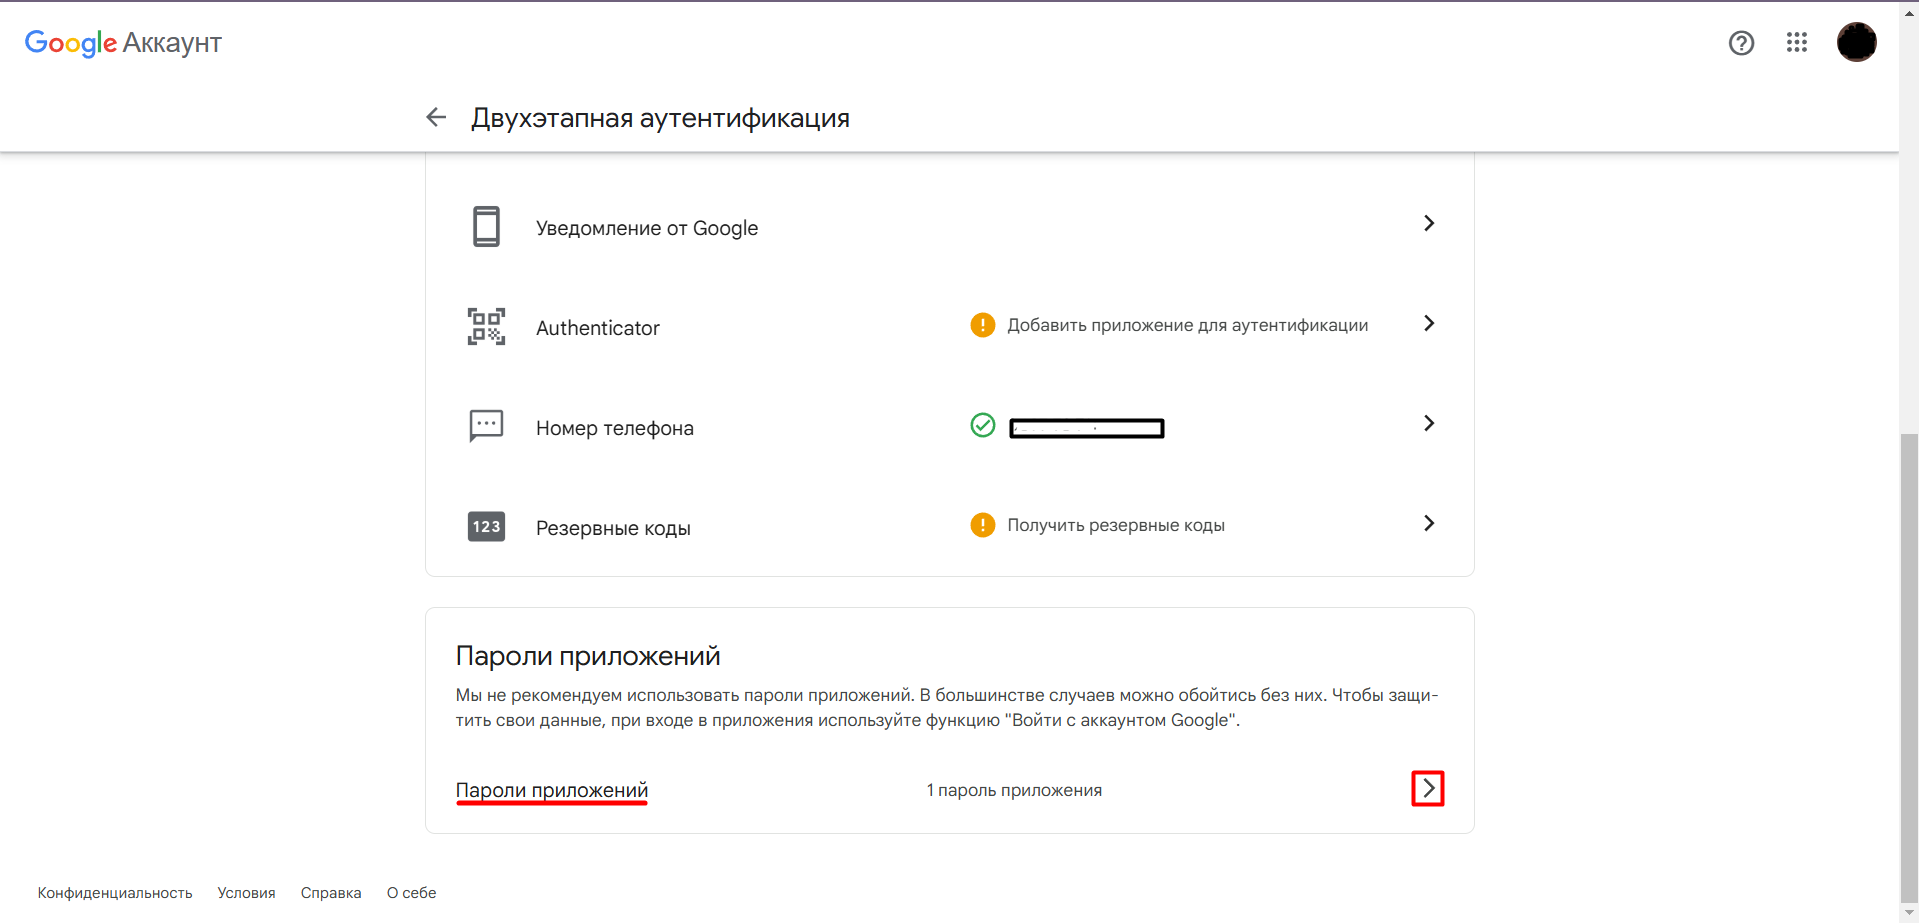 Google Аккаунт
Двухэтапная аутентификация
Уведомление от Google
Authenticator
Добавить приложение для аутентификации
Номер телефона
123
Резервные коды
Получить резервные коды
Пароли приложений
Мы не рекомендуем использовать пароли приложений. В большинстве случаев можно обойтись без них. Чтобы защи-
тить свои данные, при входе в приложения используйте функцию "Войти с аккаунтом Google".
Пароли приложений
1 пароль приложения
Конфиденциальность Условия Справка О себе